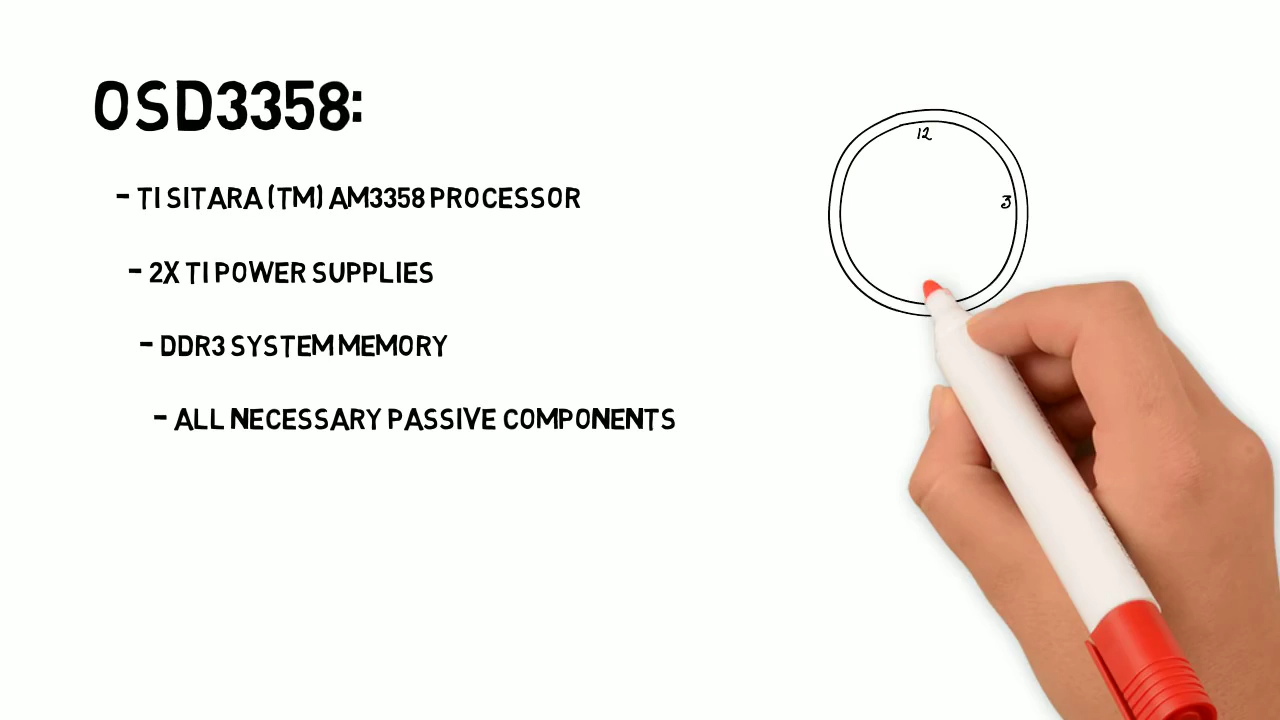 OSD3358:
- TI SITARA (TM) AM3358 PROCESSOR
- 2X TI POWER SUPPLIES
- DDR3 SYSTEM MEMORY
- ALL NECESSARY PASSIVE COMPONENTS
12
3